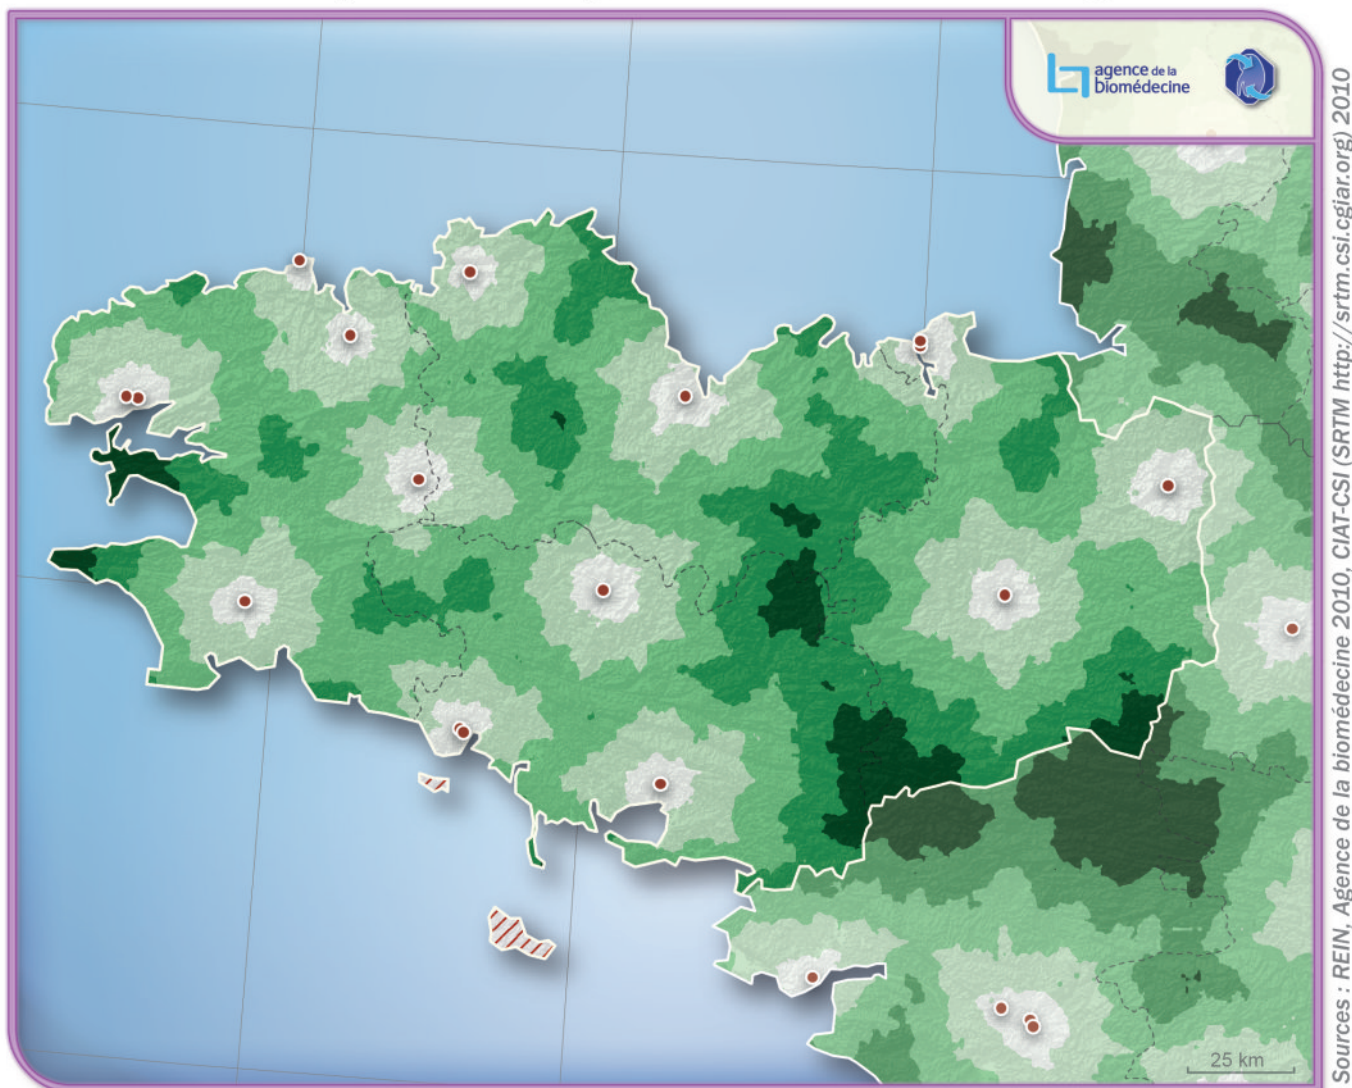 agence de la
biomédecine
Sources : REIN, Agence de la biomédecine 2010, CIAT-CSI (SRTM http://srtm.csi.cgiar.org) 2010
25 km